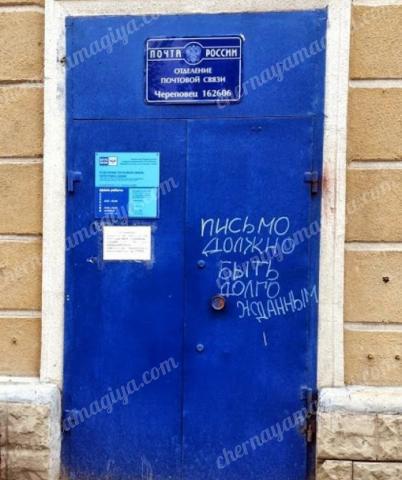 ПОЧТА РОССИИ
ОТДЕЛЕНИЕ
ПОЧТОВОЙ СВЯЗИ
Череповец 162606
ПИСЬМО
ДОЛЖНО
БЫТЬ
ДОЛГО
ЖДАННЫМ
chernayamagiya.com